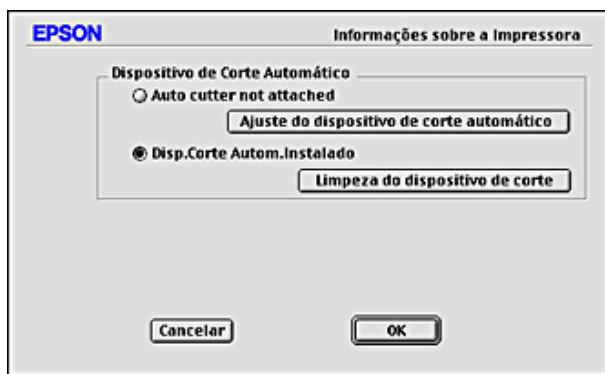 EPSON
Informações sobre a Impressora
Dispositivo de Corte Automático
Auto cutter not attached
Ajuste do dispositivo de corte automático
Disp.Corte Autom.Instalado
Limpeza do dispositivo de corte
Cancelar
OK